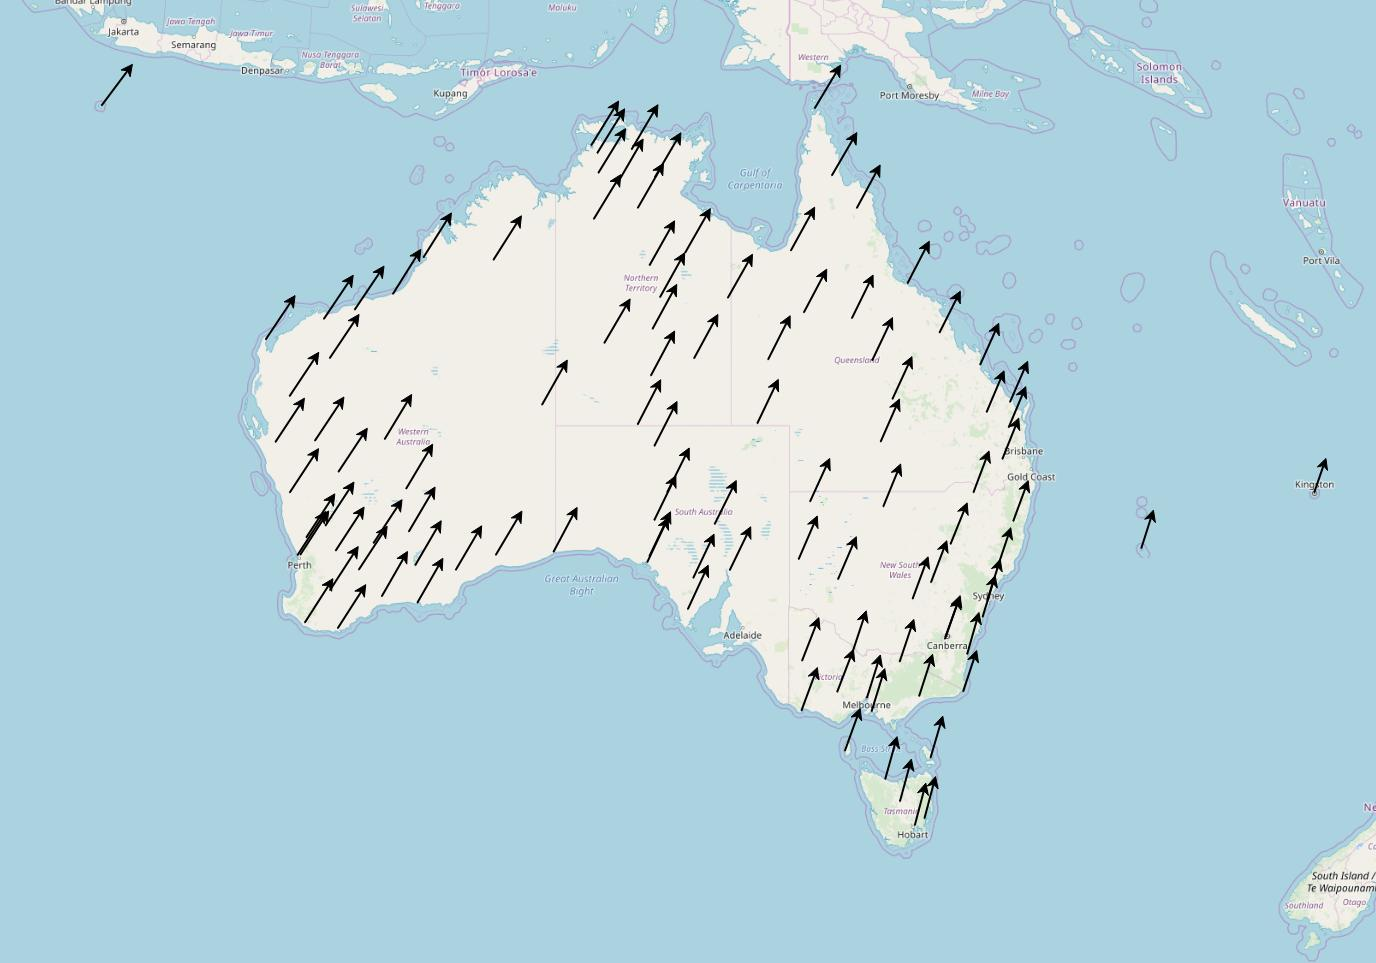 Bandar Lampung
Jakarta
Jawa Tengah
Semarang
Jawa Timur
Denpasar
Nusa Tenggara
Barat
Sulawesi
Selatan
Tenggara
Maluku
Timor Lorosa'e
Kupang
Western
Port Moresby
Milne Bay
Solomon
Islands
Gulf of
Carpentaria
Vanuatu
Port Vila
Northern
Territory
Queensland
Western
Australia
Brisbane
Gold Coast
Kingston
South Australia
Perth
Great Australian
Bight
New South
Wales
Sydney
Adelaide
Canberra
Melbourne
Tasmania
Hobart
South Island /
Te Waipounam
Southland
Otago